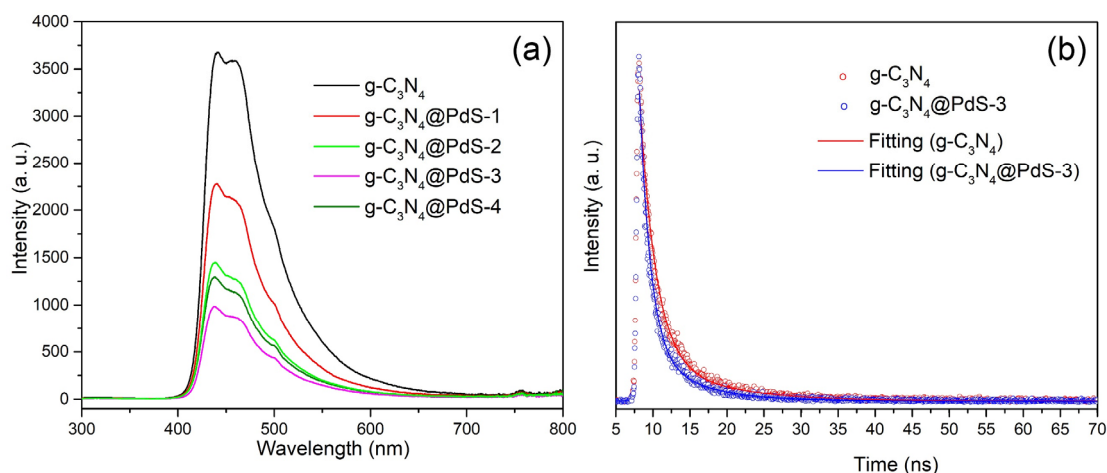 (a)
4000
3500
3000
2500
2000
1500
1000
500
0
Intensity (a. u.)
g-C₃N₄
g-C₃N₄@PdS-1
g-C₃N₄@PdS-2
g-C₃N₄@PdS-3
g-C₃N₄@PdS-4
300 400 500 600 700 800
Wavelength (nm)
(b)
Intensity (a. u.)
g-C₃N₄
g-C₃N₄@PdS-3
Fitting (g-C₃N₄)
Fitting (g-C₃N₄@PdS-3)
5 10 15 20 25 30 35 40 45 50 55 60 65 70
Time (ns)